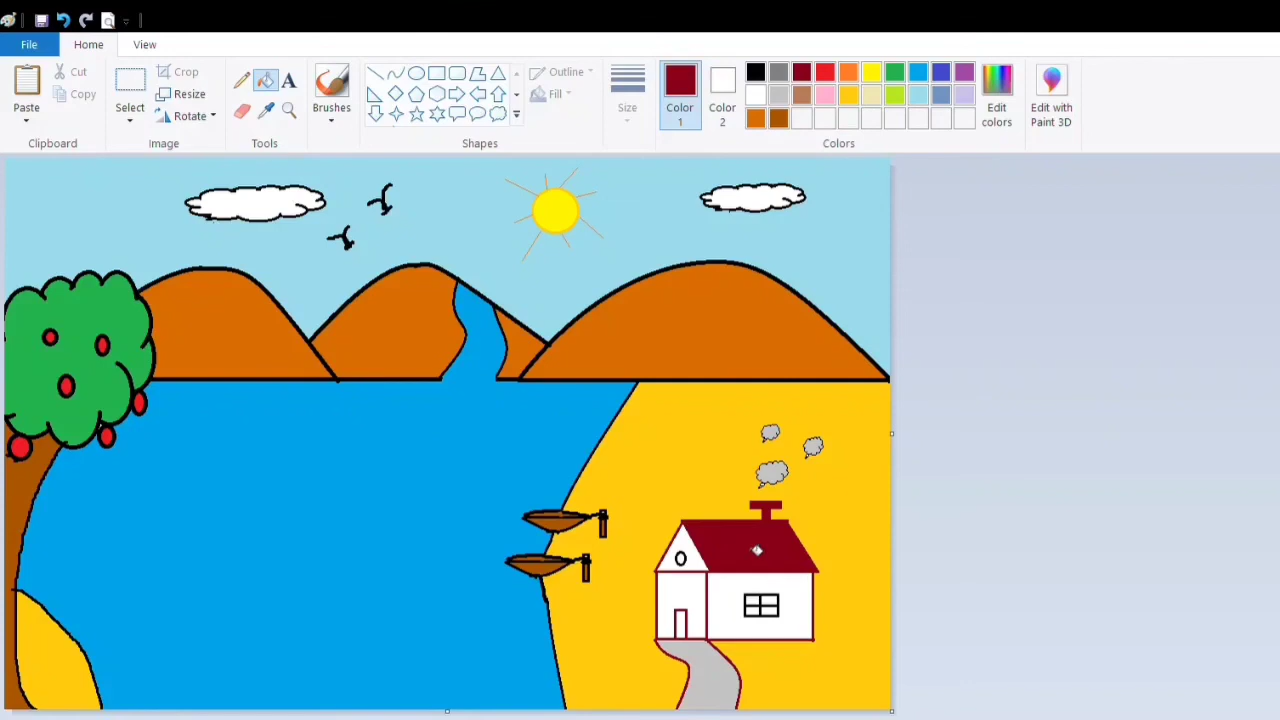 File Home View
Paste
Cut
Copy
Clipboard
Select
Crop
Resize
Rotate
Image
A
Tools
Brushes
Outline
Fill
Shapes
Size
Color
1
Color
2
Edit
colors
Colors
Edit with
Paint 3D